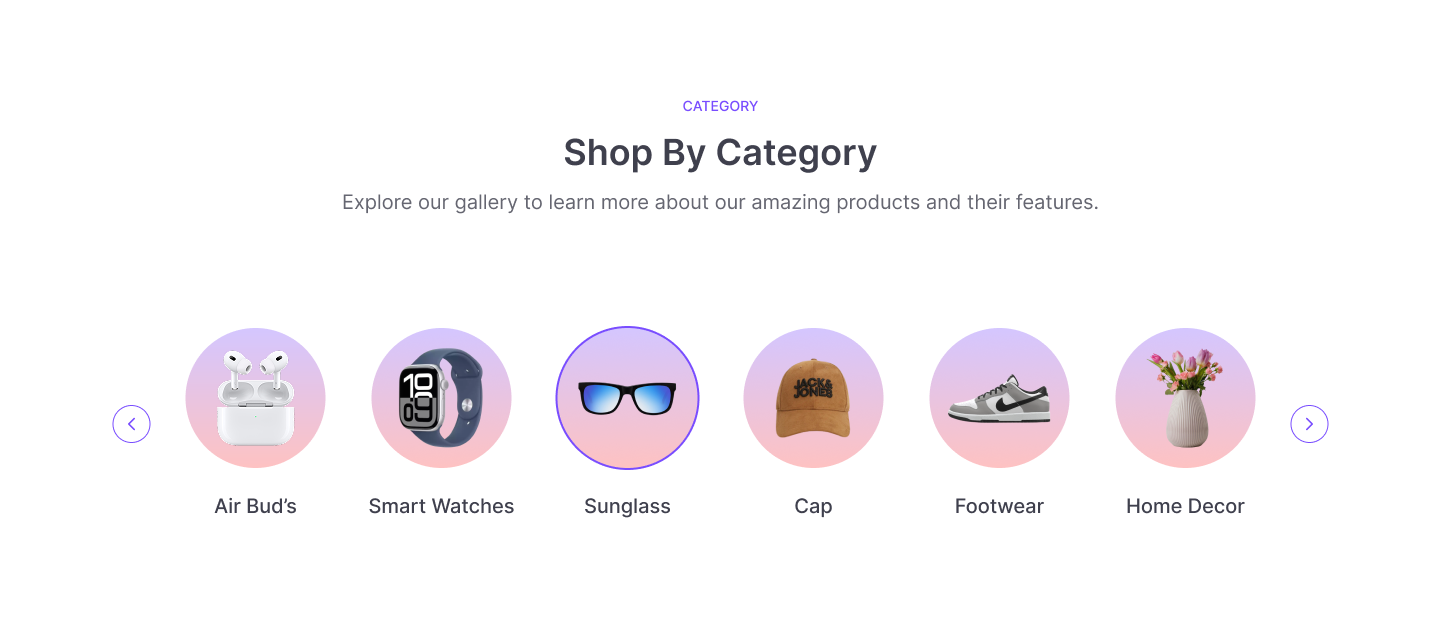 CATEGORY
Shop By Category
Explore our gallery to learn more about our amazing products and their features.
10
09
JACK&
JONES
Air Bud’s
Smart Watches
Sunglass
Cap
Footwear
Home Decor